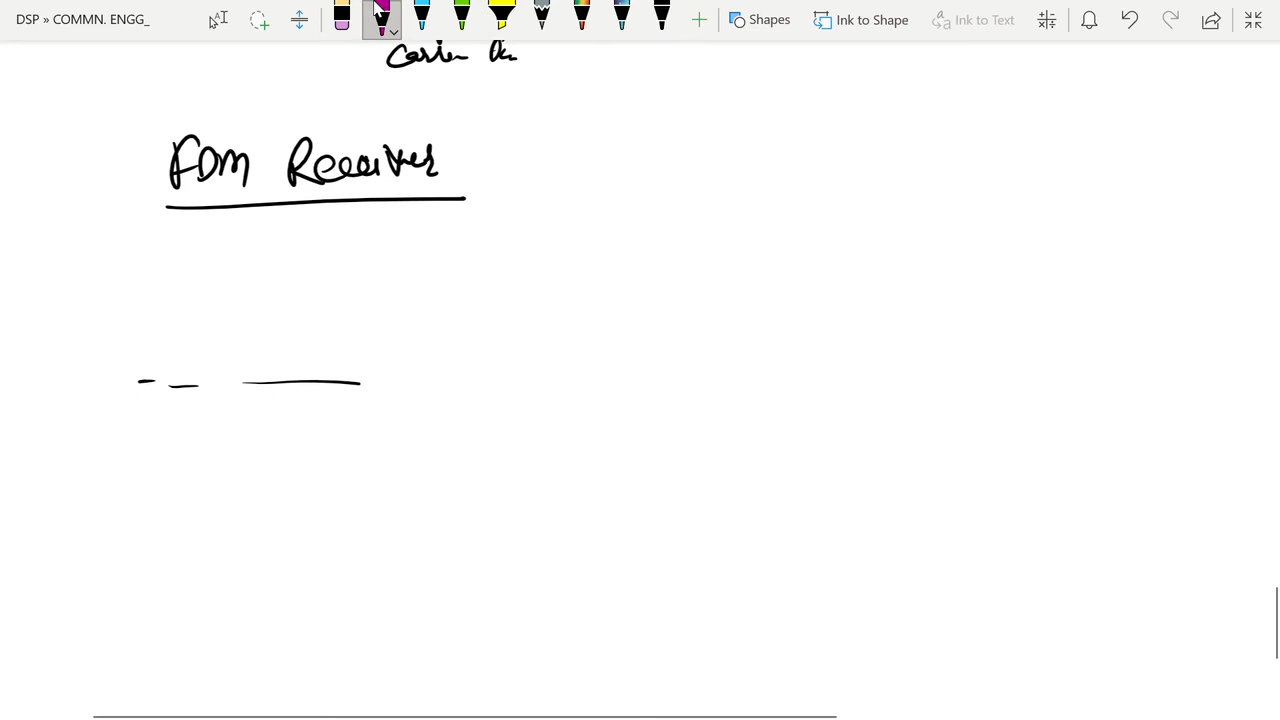 DSP » COMMN. ENGG_
Shapes
Ink to Shape
Ink to Text
FDM Receiver